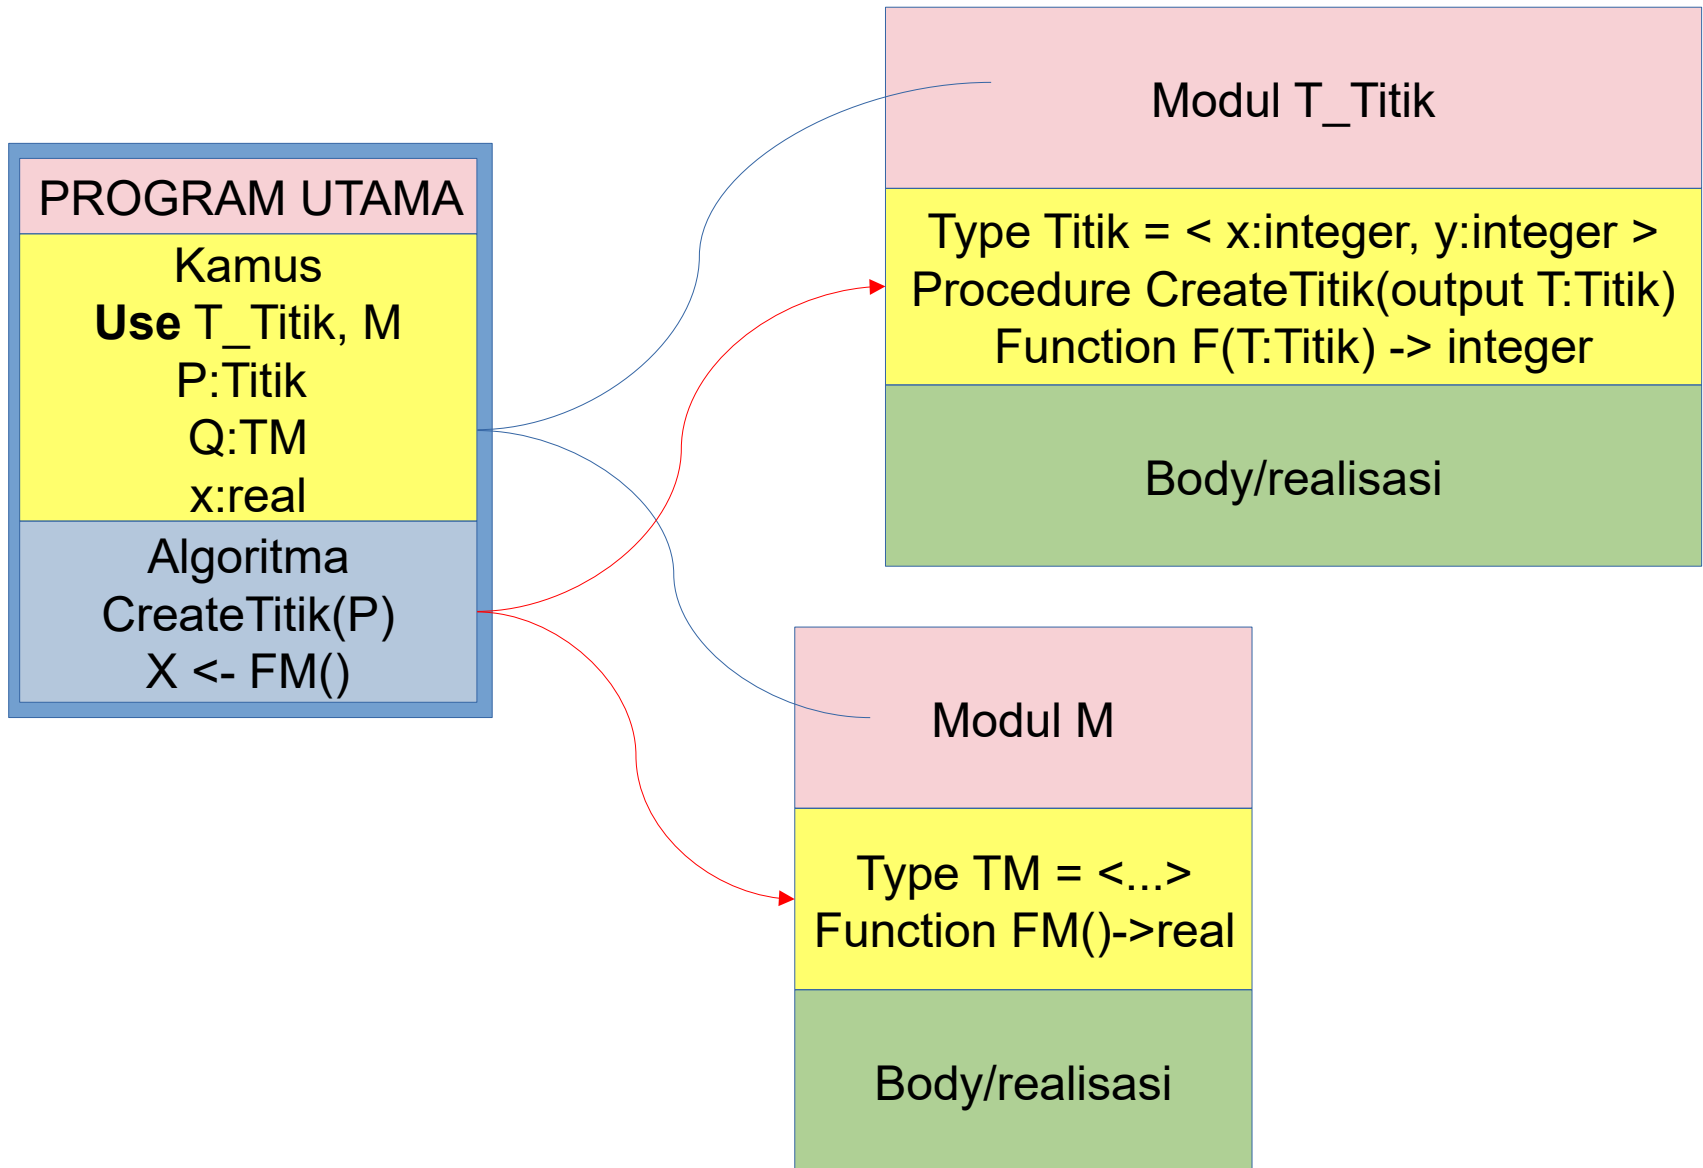 PROGRAM UTAMA
Kamus
Use T_Titik, M
P:Titik
Q:TM
x:real
Algoritma
CreateTitik(P)
X <- FM()
Modul T_Titik
Type Titik = < x:integer, y:integer >
Procedure CreateTitik(output T:Titik)
Function F(T:Titik) -> integer
Body/realisasi
Modul M
Type TM = <...>
Function FM()->real
Body/realisasi